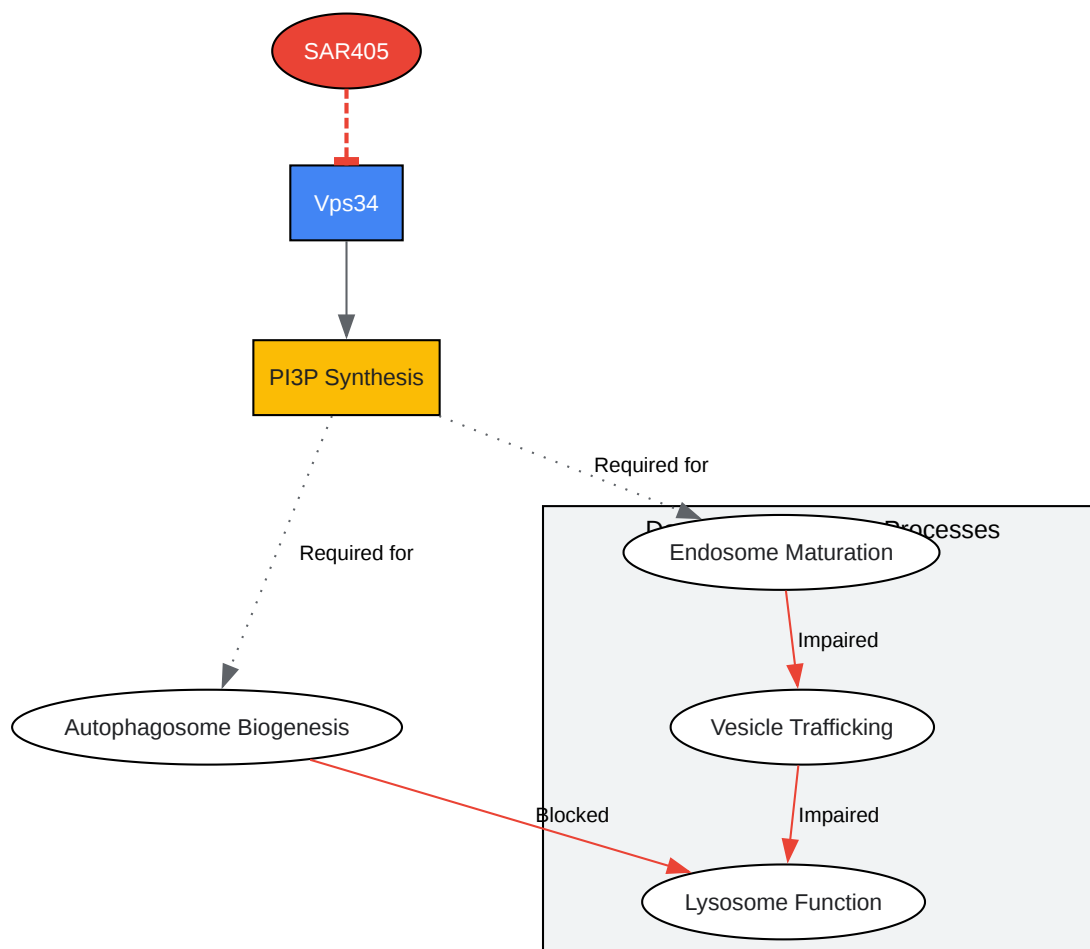 SAR405
Vps34
PI3P Synthesis
Required for
Required for
Processes
Endosome Maturation
Impaired
Autophagosome Biogenesis
Vesicle Trafficking
Blocked
Impaired
Lysosome Function